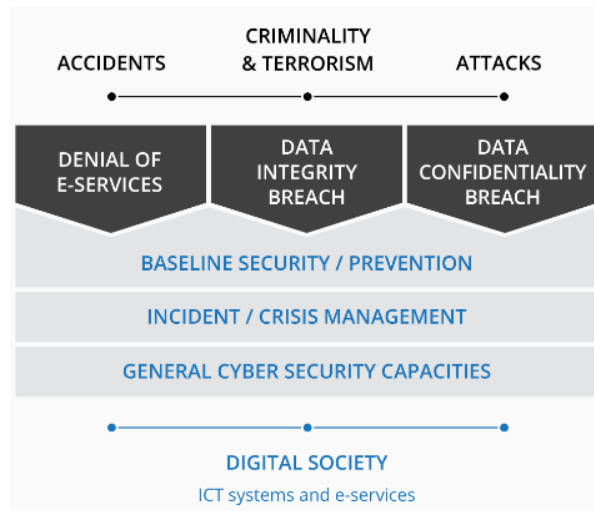 ACCIDENTS
CRIMINALITY
& TERRORISM
ATTACKS
DENIAL OF
E-SERVICES
DATA
INTEGRITY
BREACH
DATA
CONFIDENTIALITY
BREACH
BASELINE SECURITY / PREVENTION
INCIDENT / CRISIS MANAGEMENT
GENERAL CYBER SECURITY CAPACITIES
DIGITAL SOCIETY
ICT systems and e-services